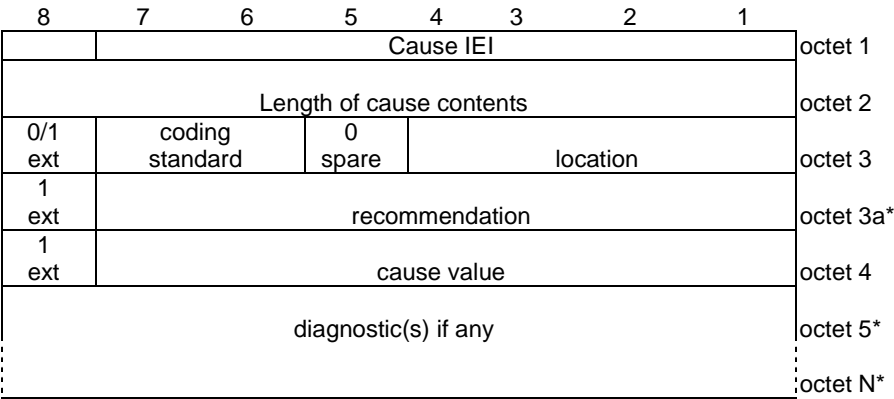 8 7 6 5 4 3 2 1
Cause IEI octet 1
Length of cause contents octet 2
0/1 coding 0
ext standard spare location octet 3
1
ext recommendation octet 3a*
1
ext cause value octet 4
diagnostic(s) if any octet 5*
octet N*